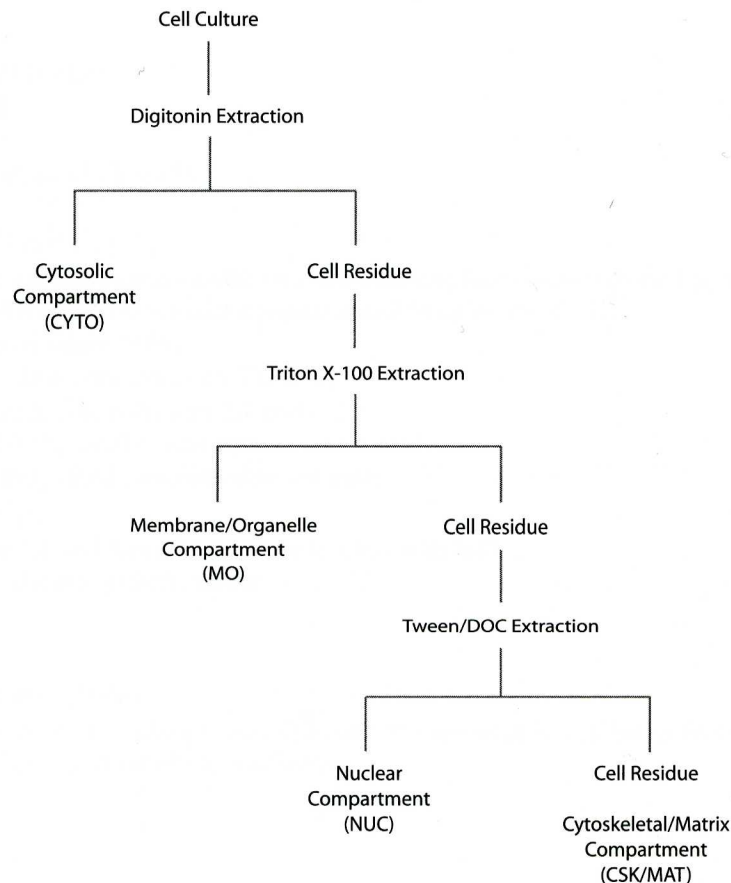 Cell Culture
Digitonin Extraction
Cytosolic
Compartment
(CYTO)
Cell Residue
Triton X-100 Extraction
Membrane/Organelle
Compartment
(MO)
Cell Residue
Tween/DOC Extraction
Nuclear
Compartment
(NUC)
Cell Residue
Cytoskeletal/Matrix
Compartment
(CSK/MAT)